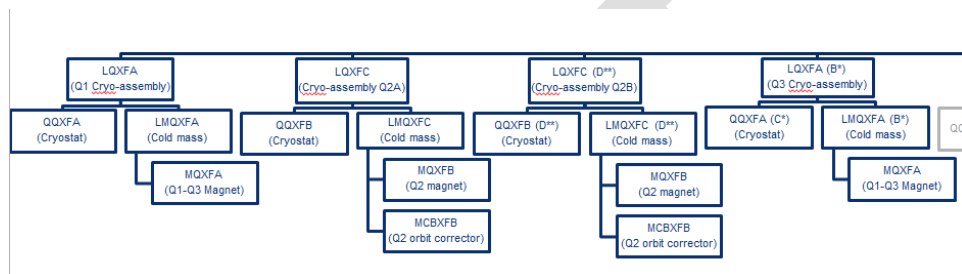 LQXFA
(Q1 Cryo-assembly)
LQXFC
(Cryo-assembly Q2A)
LQXFC (D**)
(Cryo-assembly Q2B)
LQXFA (B*)
(Q3 Cryo-assembly)
QQXFA
(Cryostat)
LMQXFA
(Cold mass)
QQXFB
(Cryostat)
LMQXFC
(Cold mass)
QQXFB (D**)
(Cryostat)
LMQXFC (D**)
(Cold mass)
QQXFA (C*)
(Cryostat)
LMQXFA (B*)
(Cold mass)
MQXFA
(Q1-Q3 Magnet)
MQXFB
(Q2 magnet)
MQXFB
(Q2 magnet)
MQXFA
(Q1-Q3 Magnet)
MCBXFB
(Q2 orbit corrector)
MCBXFB
(Q2 orbit corrector)